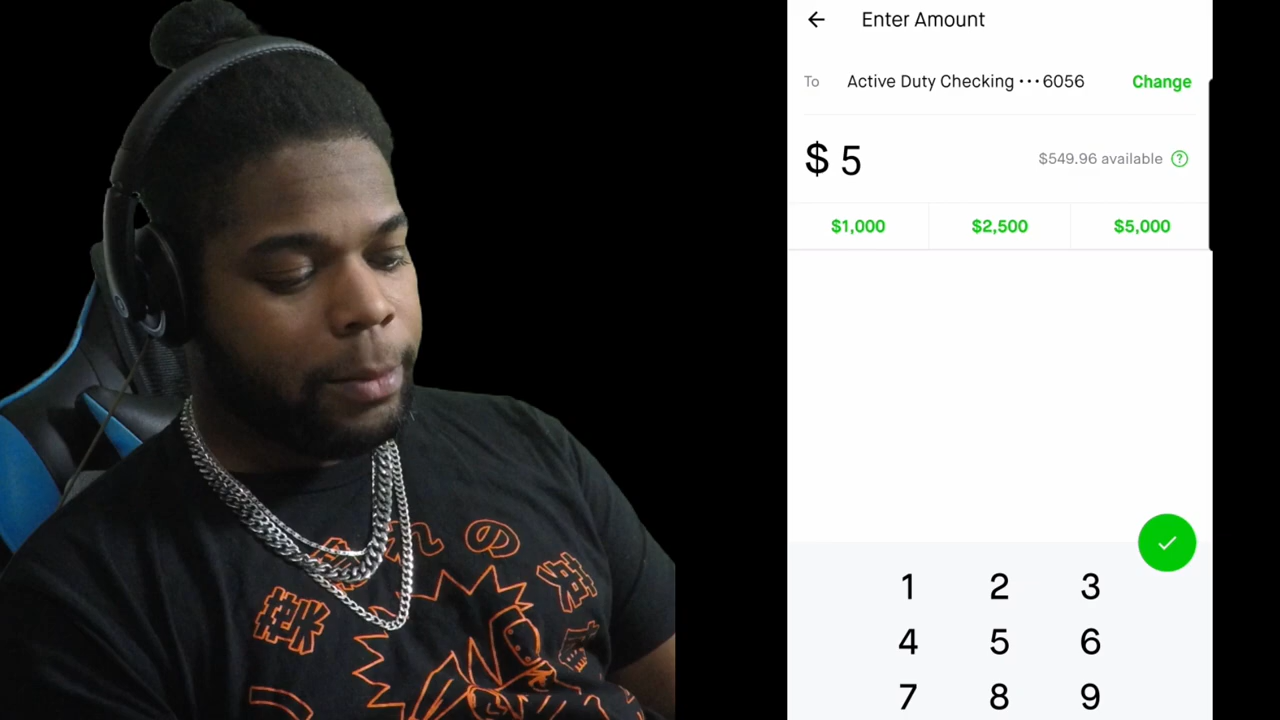 Enter Amount
To Active Duty Checking ··· 6056 Change
$ 5 $549.96 available ?
$1,000 $2,500 $5,000
1 2 3
4 5 6
7 8 9
の